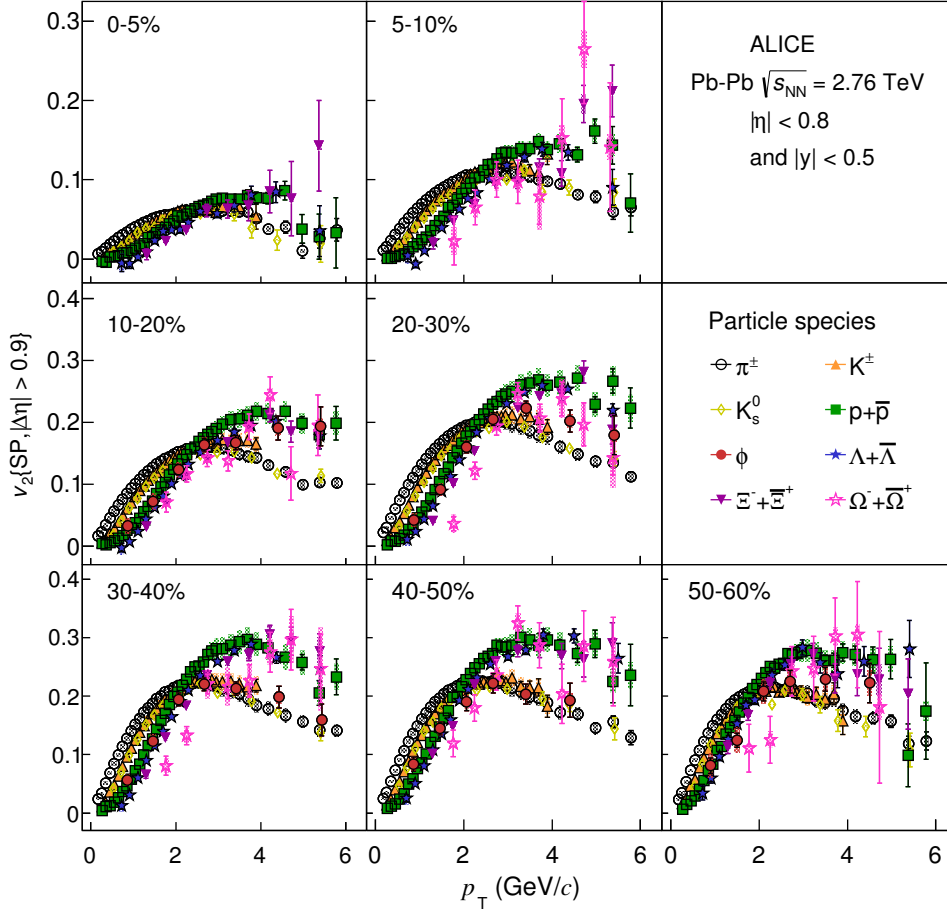 0-5%
5-10%
ALICE
Pb-Pb √s_NN = 2.76 TeV
|η| < 0.8
and |y| < 0.5
0.3
0.2
0.1
0
10-20%
20-30%
Particle species
π±
K±
K⁰_s
p+p̅
ϕ
Λ+Λ̅
Ξ⁻+Ξ̅⁺
Ω⁻+Ω̅⁺
0.4
0.3
0.2
0.1
0
v₂{SP, |Δη| > 0.9}
30-40%
40-50%
50-60%
0.4
0.3
0.2
0.1
0
0 2 4 6 0 2 4 6 0 2 4 6
p_T (GeV/c)